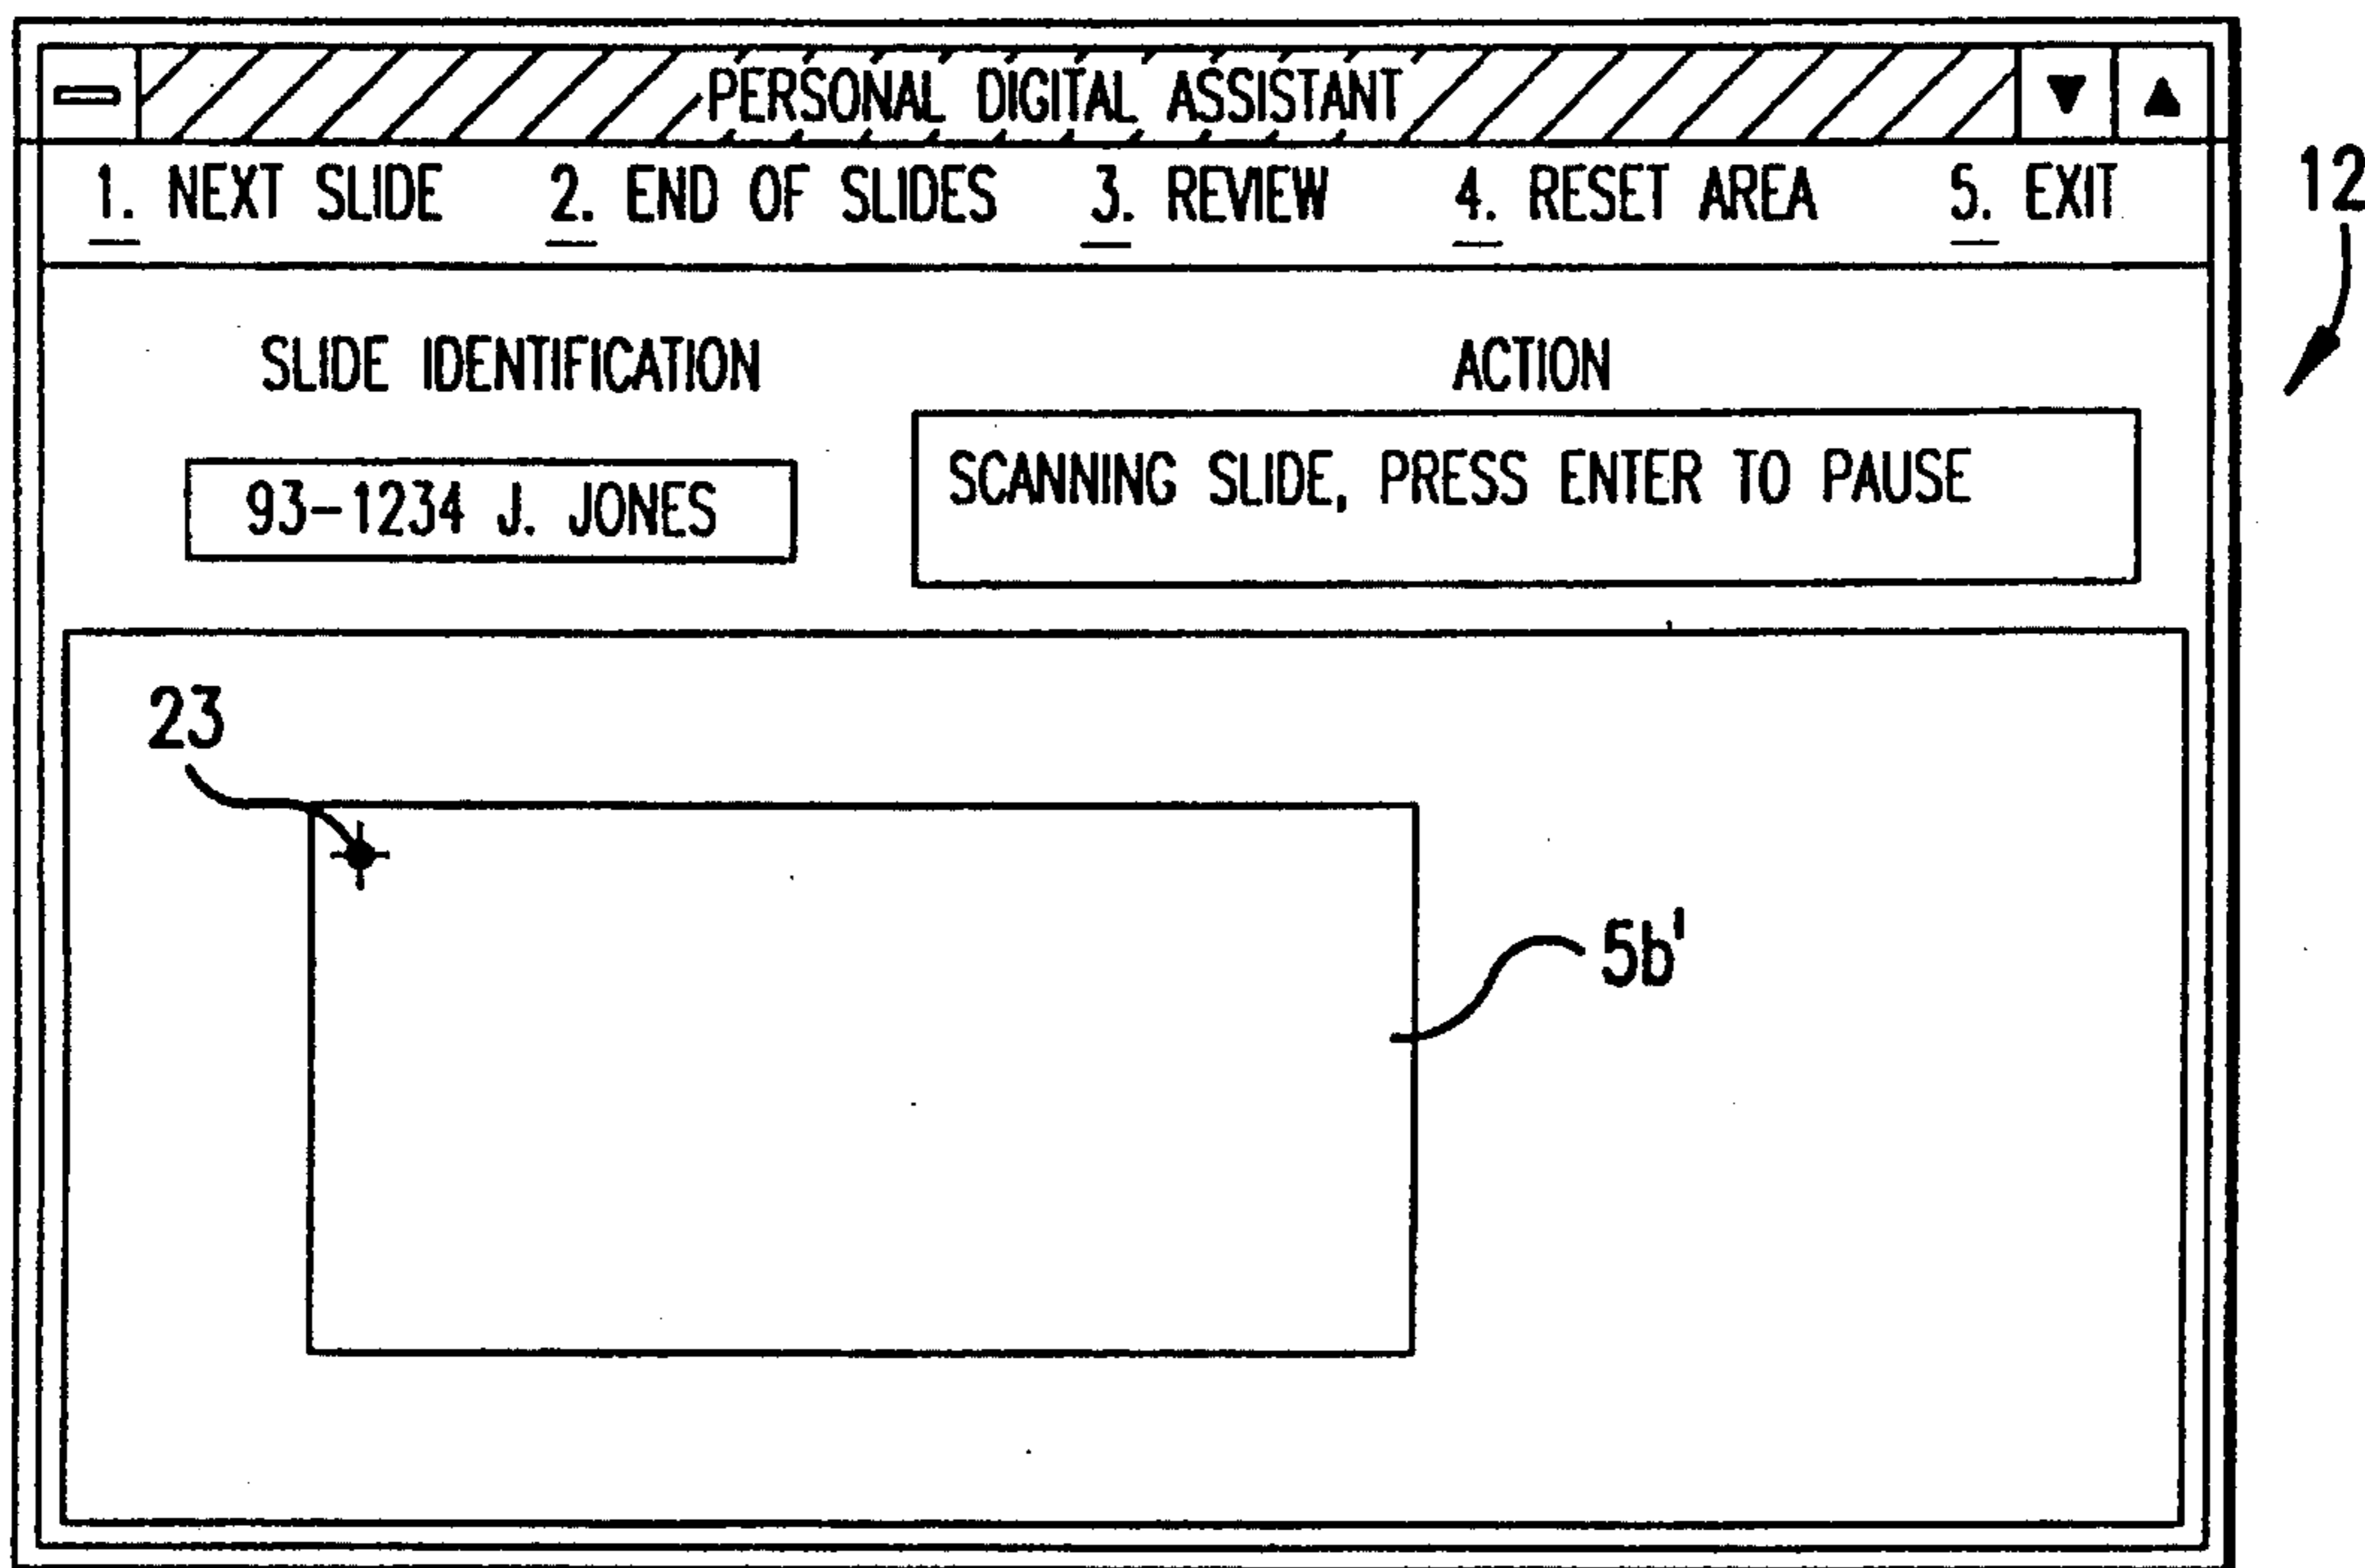 PERSONAL DIGITAL ASSISTANT
1. NEXT SLIDE 2. END OF SLIDES 3. REVIEW 4. RESET AREA 5. EXIT
12
SLIDE IDENTIFICATION ACTION
93-1234 J. JONES
SCANNING SLIDE, PRESS ENTER TO PAUSE
23
5b'